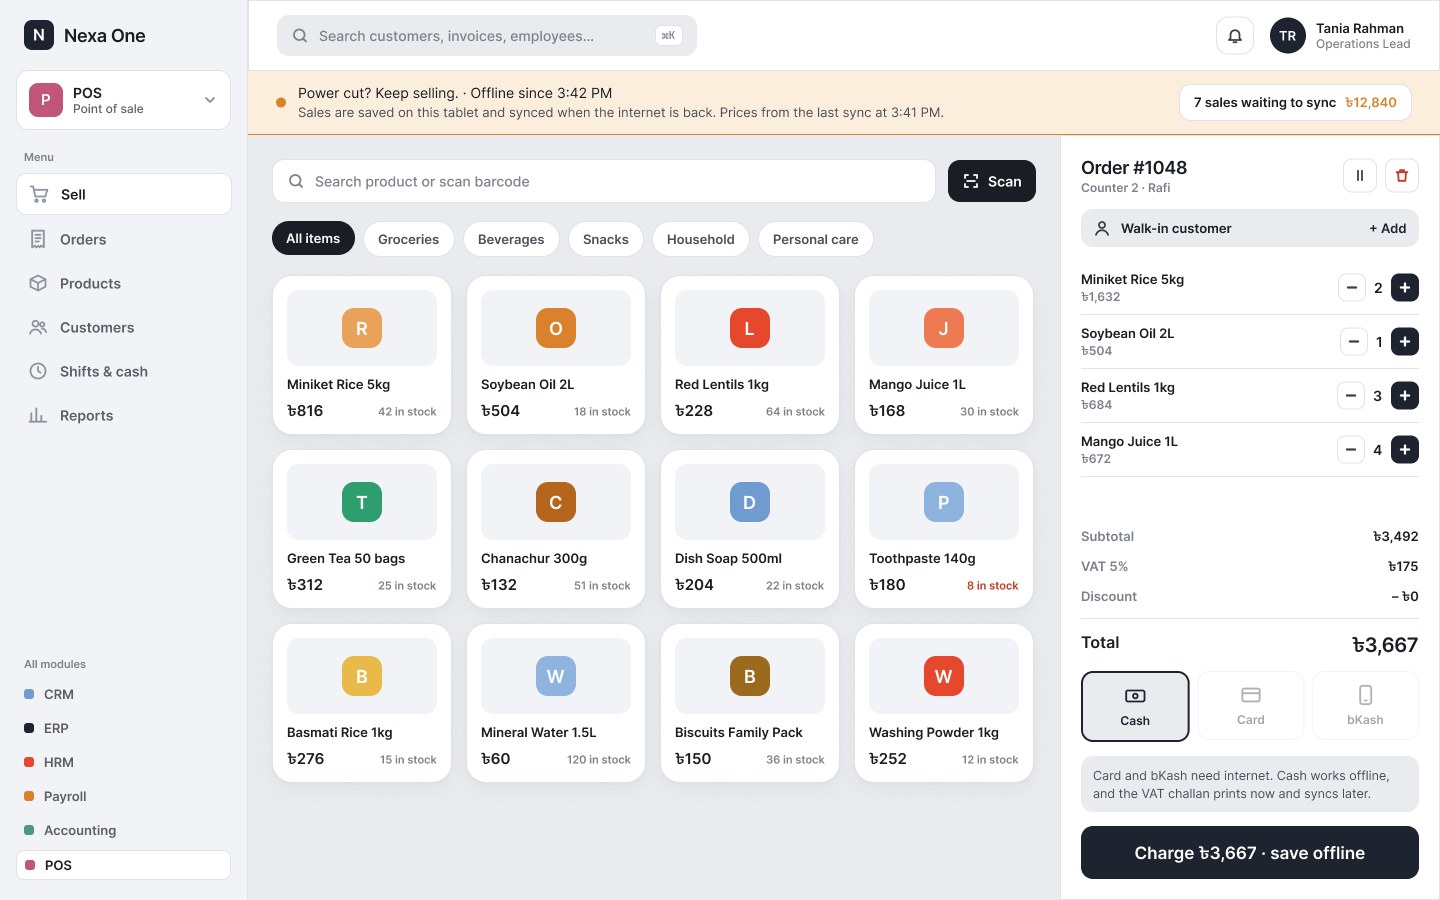 N Nexa One
P POS
Point of sale
Menu
Sell
Orders
Products
Customers
Shifts & cash
Reports
All modules
CRM
ERP
HRM
Payroll
Accounting
POS
Search customers, invoices, employees... ⌘K
TR Tania Rahman
Operations Lead
Power cut? Keep selling. · Offline since 3:42 PM
Sales are saved on this tablet and synced when the internet is back. Prices from the last sync at 3:41 PM.
7 sales waiting to sync ৳12,840
Search product or scan barcode
Scan
All items Groceries Beverages Snacks Household Personal care
R O L J
Miniket Rice 5kg Soybean Oil 2L Red Lentils 1kg Mango Juice 1L
৳816 42 in stock ৳504 18 in stock ৳228 64 in stock ৳168 30 in stock
T C D P
Green Tea 50 bags Chanachur 300g Dish Soap 500ml Toothpaste 140g
৳312 25 in stock ৳132 51 in stock ৳204 22 in stock ৳180 8 in stock
B W B W
Basmati Rice 1kg Mineral Water 1.5L Biscuits Family Pack Washing Powder 1kg
৳276 15 in stock ৳60 120 in stock ৳150 36 in stock ৳252 12 in stock
Order #1048
Counter 2 · Rafi
Walk-in customer + Add
Miniket Rice 5kg
৳1,632
− 2 +
Soybean Oil 2L
৳504
− 1 +
Red Lentils 1kg
৳684
− 3 +
Mango Juice 1L
৳672
− 4 +
Subtotal ৳3,492
VAT 5% ৳175
Discount − ৳0
Total ৳3,667
Cash Card bKash
Card and bKash need internet. Cash works offline,
and the VAT challan prints now and syncs later.
Charge ৳3,667 · save offline